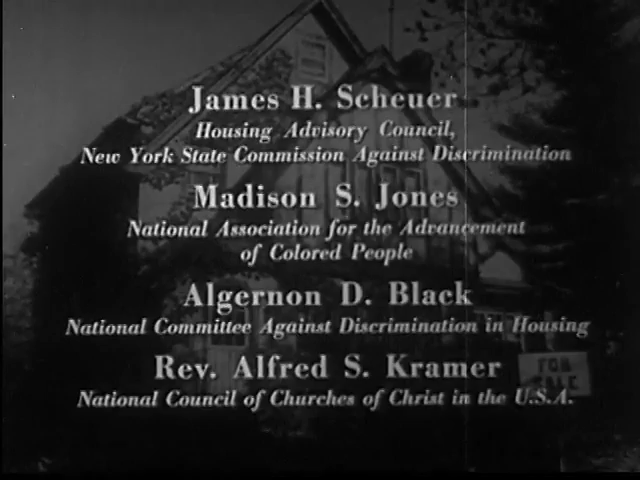 James H. Scheuer
Housing Advisory Council,
New York State Commission Against Discrimination
Madison S. Jones
National Association for the Advancement
of Colored People
Algernon D. Black
National Committee Against Discrimination in Housing
Rev. Alfred S. Kramer
National Council of Churches of Christ in the U.S.A.
FOR
SALE